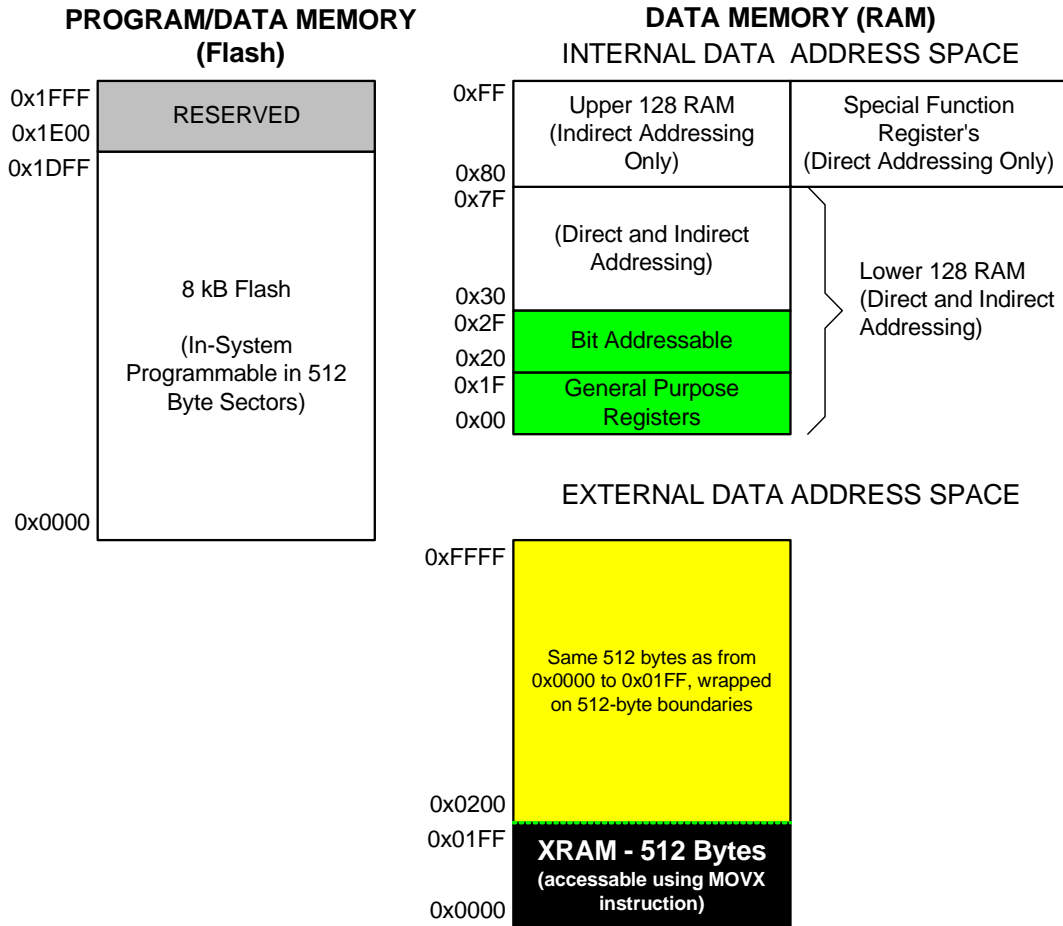 PROGRAM/DATA MEMORY
(Flash)
0x1FFF
RESERVED
0x1E00
0x1DFF
8 kB Flash
(In-System
Programmable in 512
Byte Sectors)
0x0000
DATA MEMORY (RAM)
INTERNAL DATA ADDRESS SPACE
0xFF
Upper 128 RAM
(Indirect Addressing
Only)
0x80
Special Function
Register's
(Direct Addressing Only)
0x7F
(Direct and Indirect
Addressing)
0x30
0x2F
Bit Addressable
0x20
0x1F
General Purpose
Registers
0x00
Lower 128 RAM
(Direct and Indirect
Addressing)
EXTERNAL DATA ADDRESS SPACE
0xFFFF
Same 512 bytes as from
0x0000 to 0x01FF, wrapped
on 512-byte boundaries
0x0200
0x01FF
XRAM - 512 Bytes
(accessable using MOVX
instruction)
0x0000